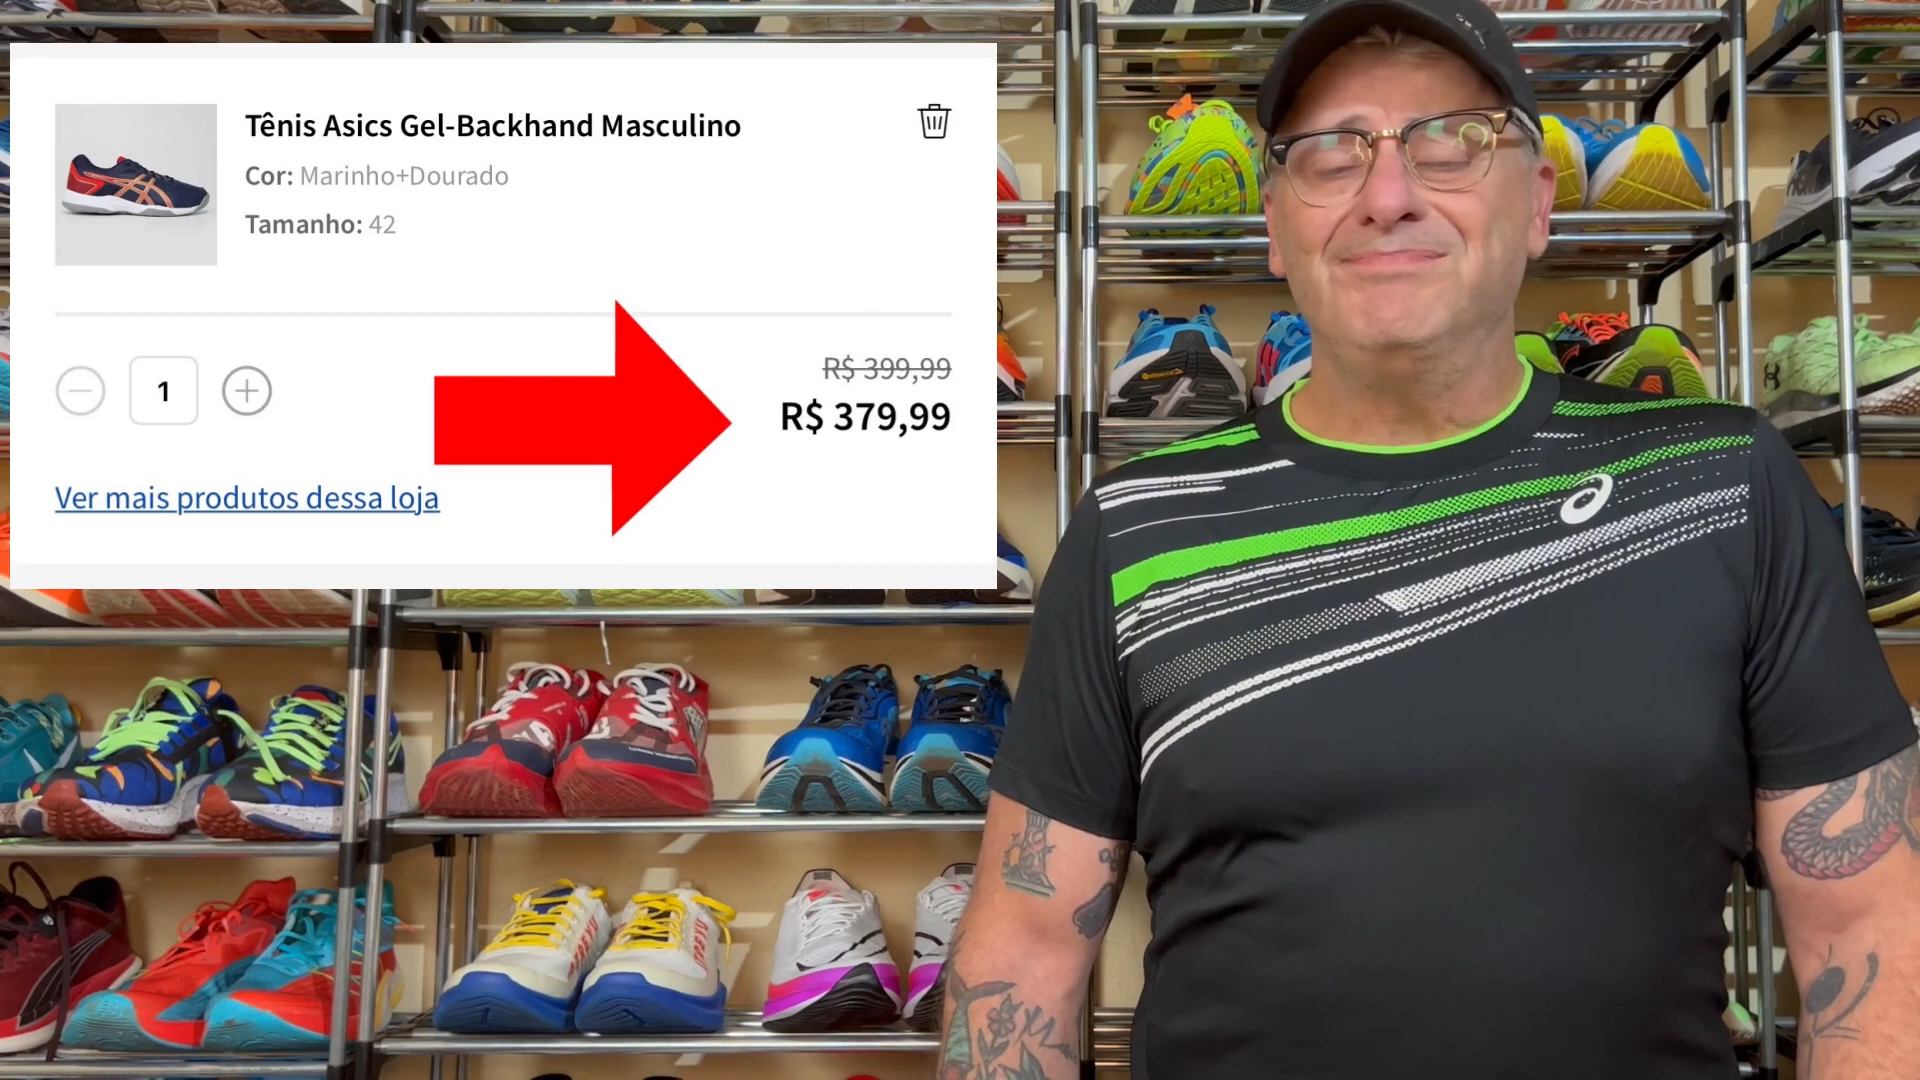 Tênis Asics Gel-Backhand Masculino
Cor: Marinho+Dourado
Tamanho: 42
1
R$ 399,99
R$ 379,99
Ver mais produtos dessa loja